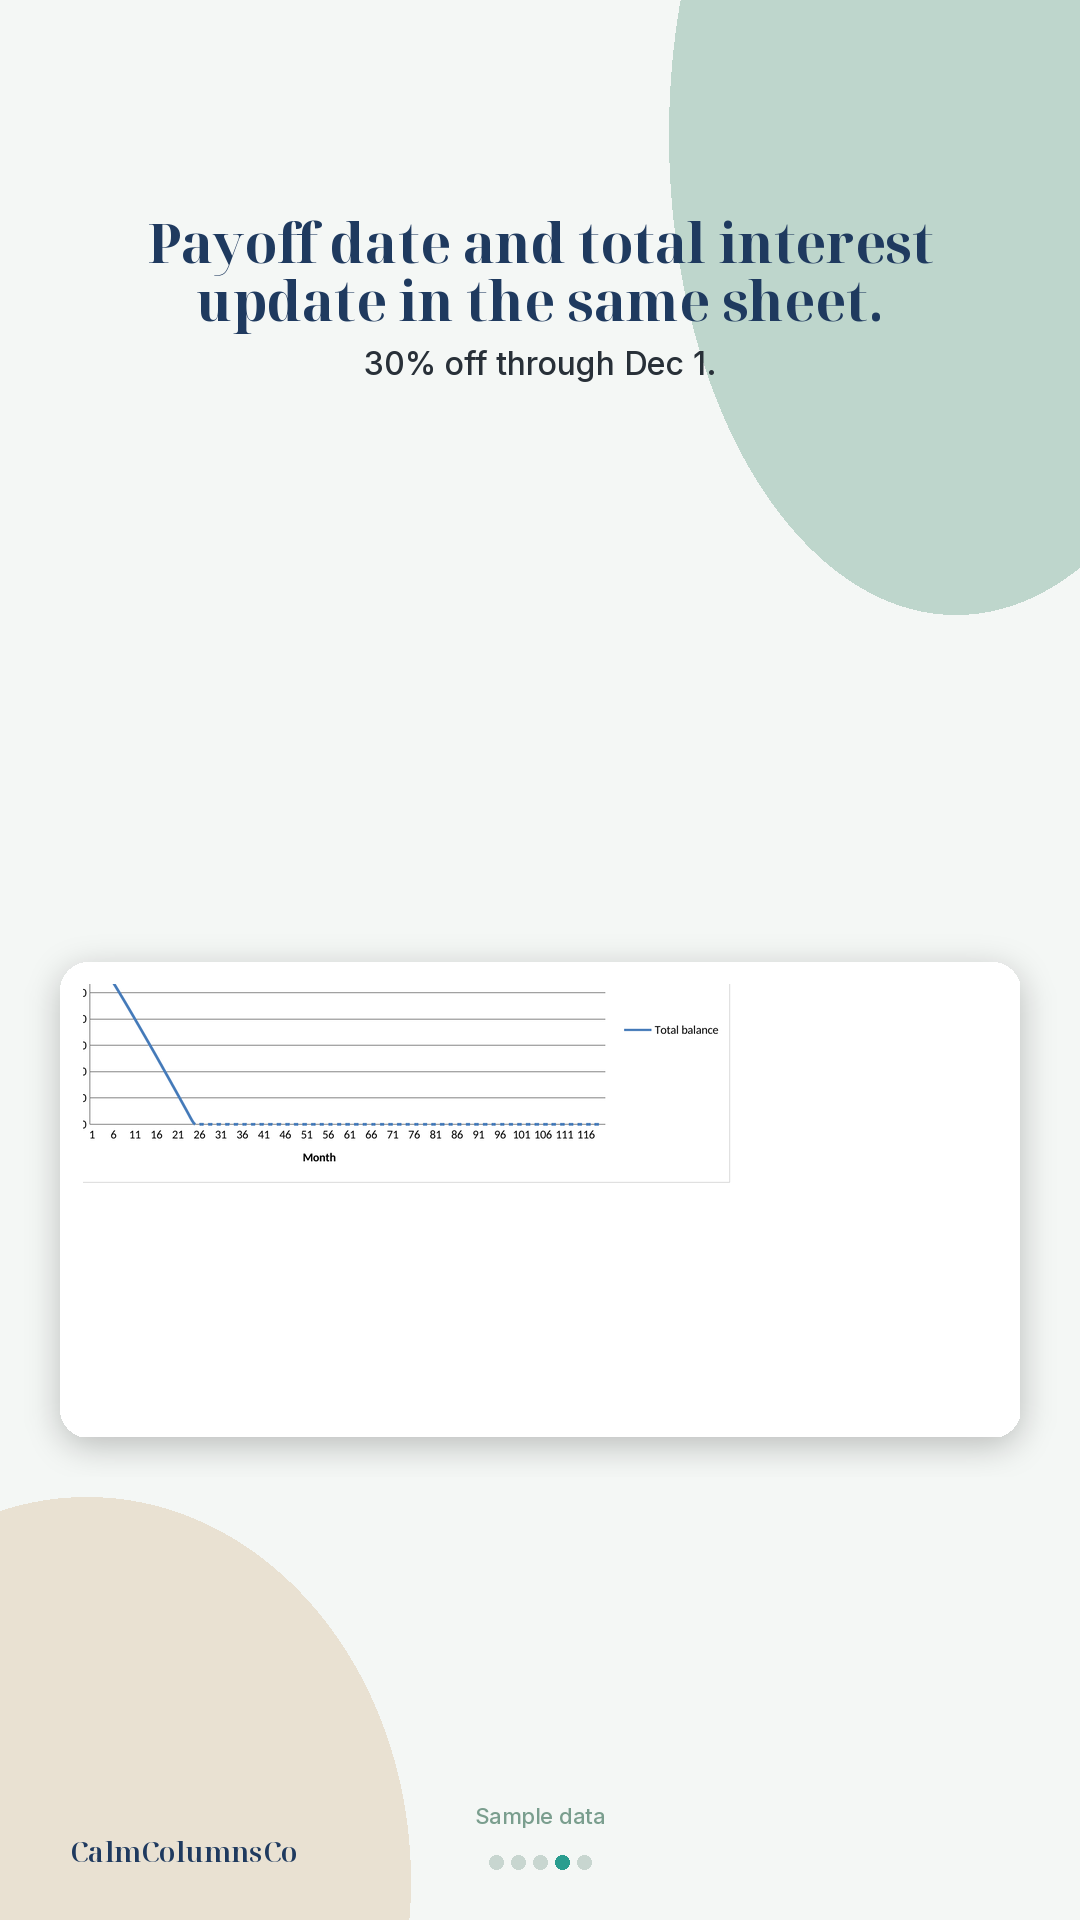 Payoff date and total interest
update in the same sheet.
30% off through Dec 1.
Total balance
1 6 11 16 21 26 31 36 41 46 51 56 61 66 71 76 81 86 91 96 101 106 111 116
Month
Sample data
CalmColumnsCo